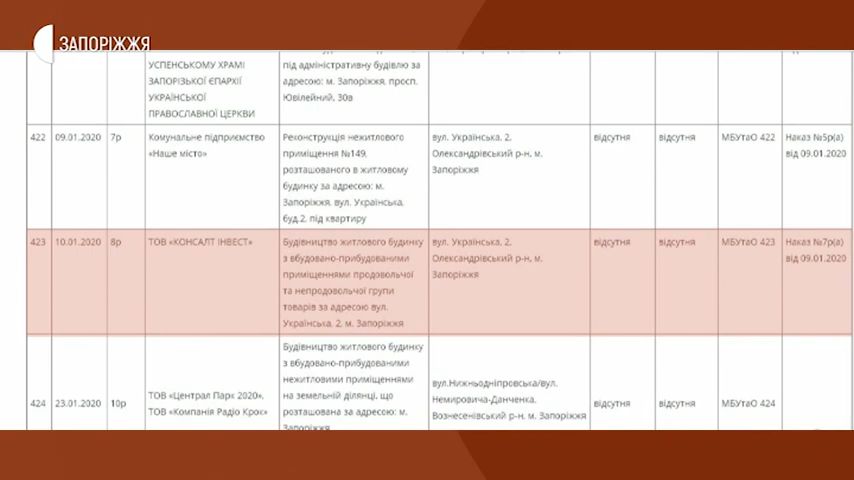 ЗАПОРІЖЖЯ
УСПЕНСЬКОМУ ХРАМІ
ЗАПОРІЗЬКОЇ ЄПАРХІЇ
УКРАЇНСЬКОЇ
ПРАВОСЛАВНОЇ ЦЕРКВИ
під адміністративну будівлю за
адресою: м. Запоріжжя, просп.
Ювілейний, 30в
422
09.01.2020
7р
Комунальне підприємство
«Наше місто»
Реконструкція нежитлового
приміщення №149,
розташованого в житловому
будинку за адресою: м.
Запоріжжя, вул. Українська,
буд.2, під квартиру
вул. Українська, 2,
Олександрівський р-н, м.
Запоріжжя
відсутня
відсутня
МБУтаО 422
Наказ №5р(а)
від 09.01.2020
423
10.01.2020
8р
ТОВ «КОНСАЛТ ІНВЕСТ»
Будівництво житлового будинку
з вбудовано-прибудованими
приміщеннями продовольчої
та непродовольчої групи
товарів за адресою вул.
Українська, 2, м. Запоріжжя
вул. Українська, 2,
Олександрівський р-н, м.
Запоріжжя
відсутня
відсутня
МБУтаО 423
Наказ №7р(а)
від 09.01.2020
424
23.01.2020
10р
ТОВ «Централ Парк 2020»,
ТОВ «Компанія Радіо Крок»
Будівництво житлового будинку
з вбудовано-прибудованими
нежитловими приміщеннями
на земельній ділянці, що
розташована за адресою: м.
Запоріжжя
вул.Нижньодніпровська/вул.
Немировича-Данченка,
Вознесенівський р-н, м. Запоріжжя
відсутня
відсутня
МБУтаО 424